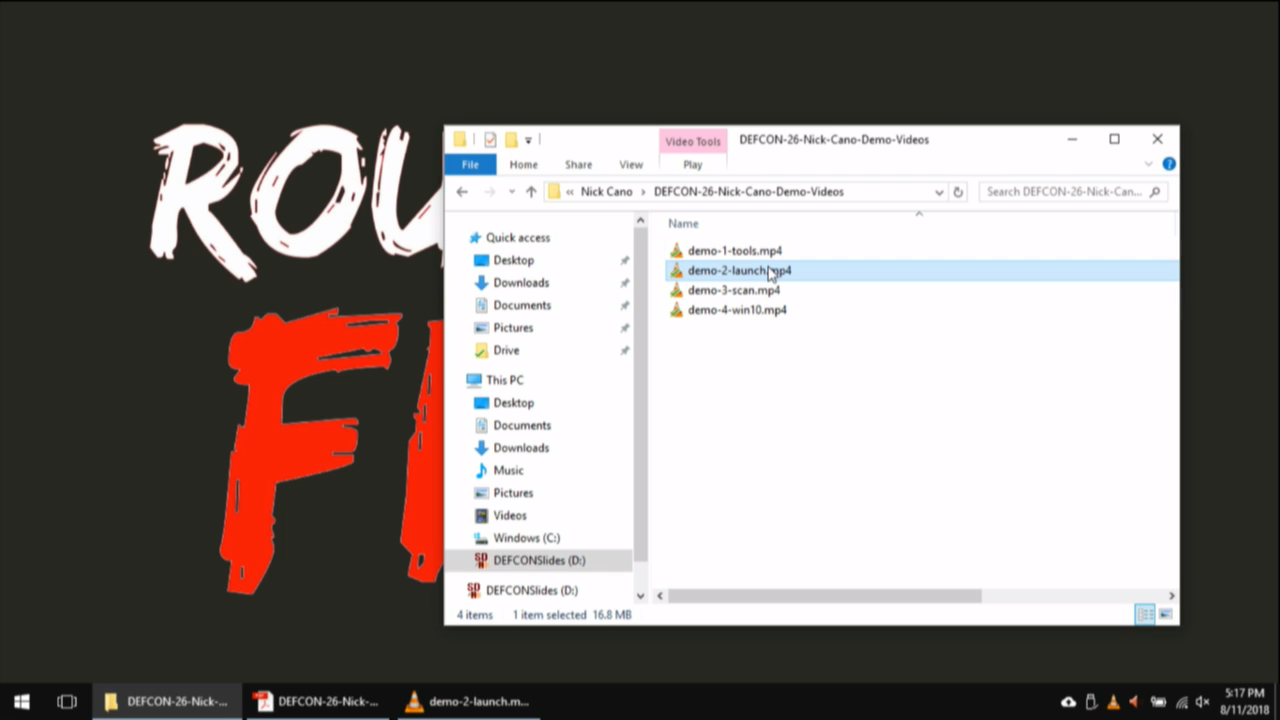 Video Tools
DEFCON-26-Nick-Cano-Demo-Videos
File
Home
Share
View
Play
« Nick Cano > DEFCON-26-Nick-Cano-Demo-Videos
Search DEFCON-26-Nick-Can...
Quick access
Desktop
Downloads
Documents
Pictures
Drive
This PC
Desktop
Documents
Downloads
Music
Pictures
Videos
Windows (C:)
DEFCONSlides (D:)
DEFCONSlides (D:)
Name
demo-1-tools.mp4
demo-2-launch.mp4
demo-3-scan.mp4
demo-4-win10.mp4
4 items
1 item selected 16.8 MB
DEFCON-26-Nick-...
DEFCON-26-Nick-...
demo-2-launch.m...
5:17 PM
8/11/2018